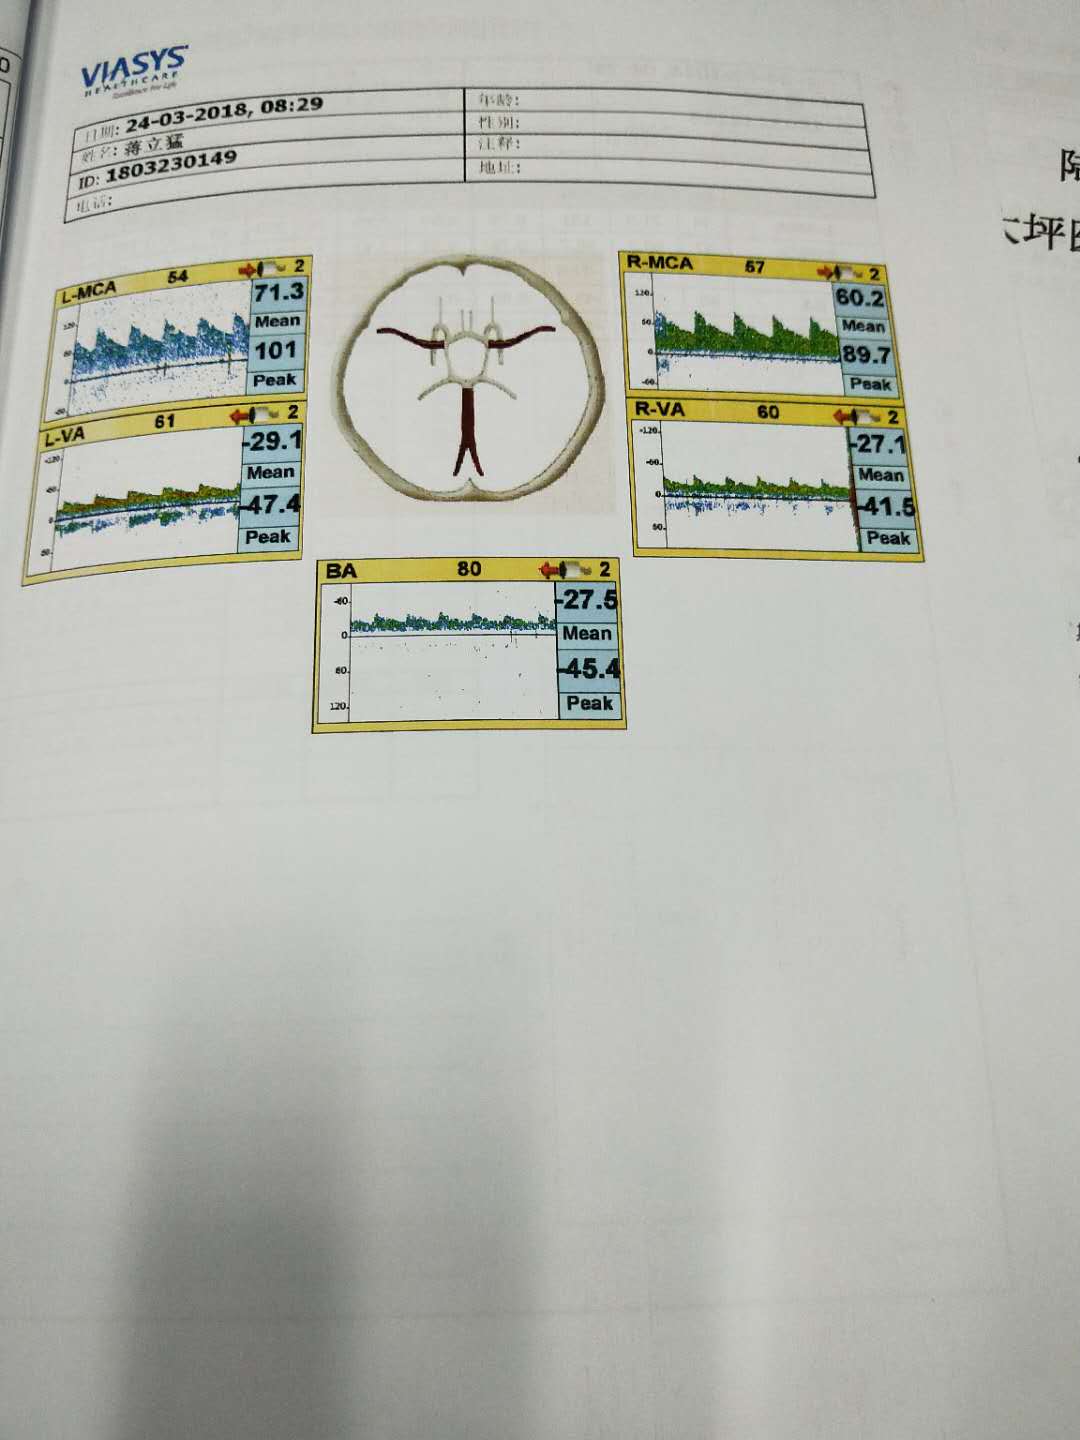 VIASYS
HEALTHCARE
Excellence For Life
日期: 24-03-2018, 08:29
姓名: 蒋立猛
ID: 1803230149
电话:
年龄:
性别:
注释:
地址:
L-MCA 54 2
120
60
0
-60
71.3
Mean
101
Peak
R-MCA 57 2
120
60
0
-60
60.2
Mean
89.7
Peak
L-VA 61 2
-120
-60
0
60
-29.1
Mean
-47.4
Peak
R-VA 60 2
-120
-60
0
60
-27.1
Mean
-41.5
Peak
BA 80 2
-60
0
60
120
-27.5
Mean
-45.4
Peak
陆
坪医